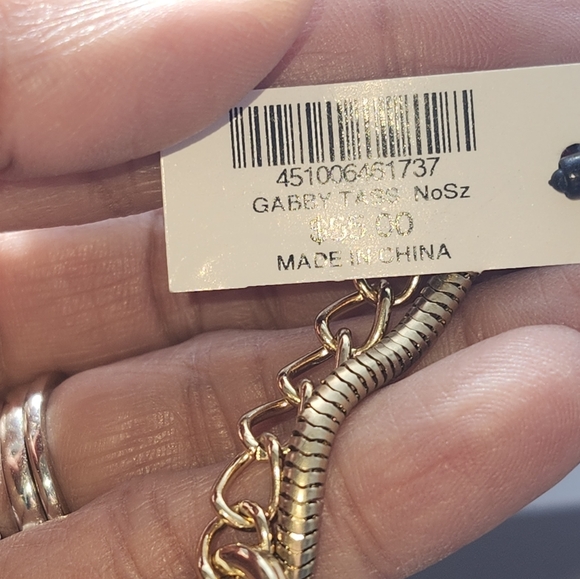 451006461737
GABBY TASS NoSz
MADE IN CHINA